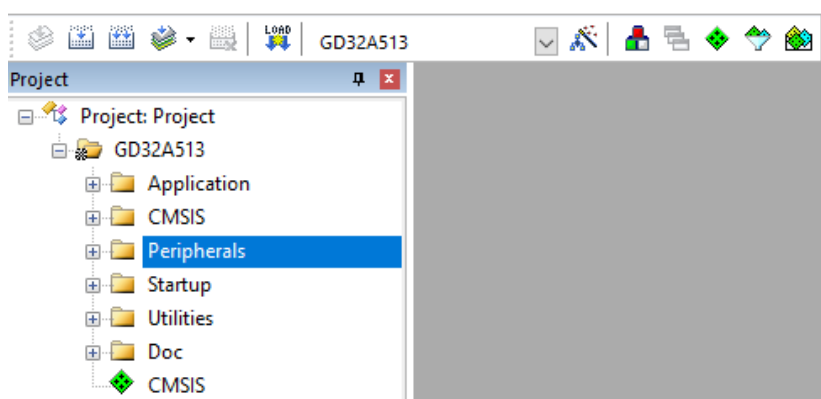 LOAD
GD32A513
Project
Project: Project
GD32A513
Application
CMSIS
Peripherals
Startup
Utilities
Doc
CMSIS